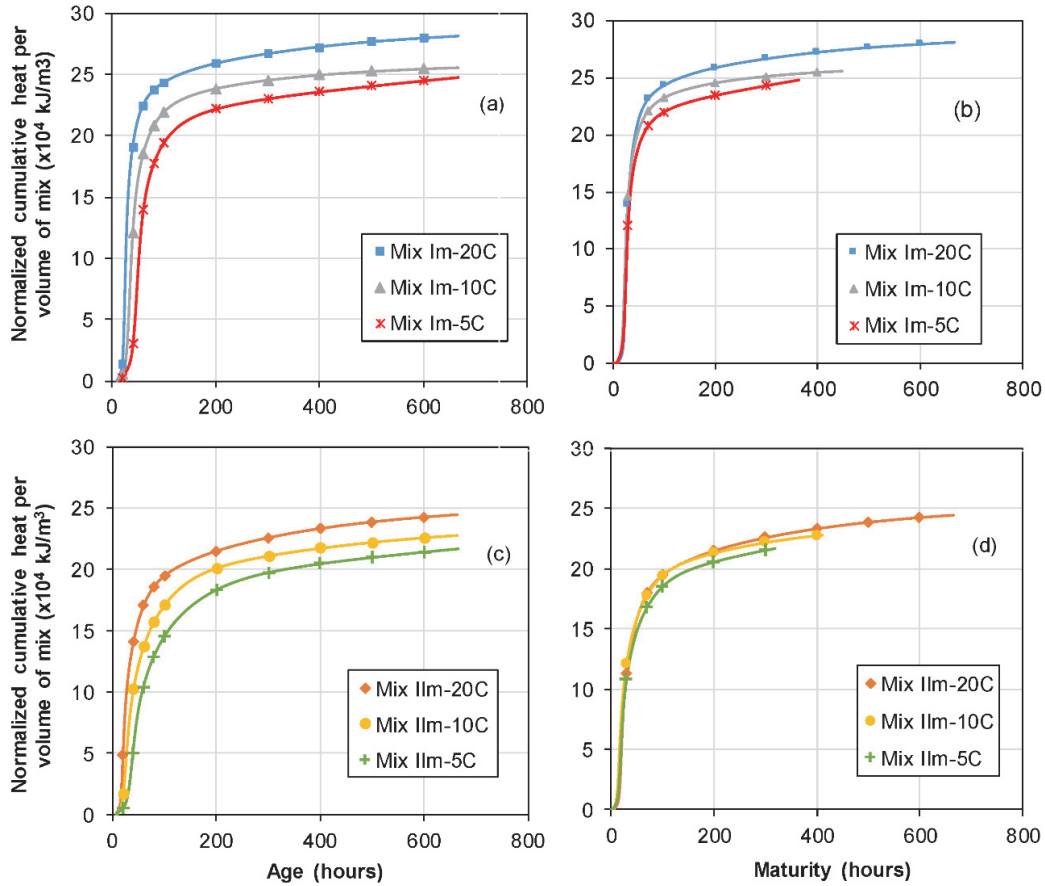 Normalized cumulative heat per
volume of mix (x10⁴ kJ/m3)
30
25
20
15
10
5
0
0
200
400
600
800
(a)
Mix Im-20C
Mix Im-10C
Mix Im-5C
30
25
20
15
10
5
0
0
200
400
600
800
(b)
Mix Im-20C
Mix Im-10C
Mix Im-5C
Normalized cumulative heat per
volume of mix (x10⁴ kJ/m³)
30
25
20
15
10
5
0
0
200
400
600
800
(c)
Mix IIm-20C
Mix IIm-10C
Mix IIm-5C
Age (hours)
30
25
20
15
10
5
0
0
200
400
600
800
(d)
Mix IIm-20C
Mix IIm-10C
Mix IIm-5C
Maturity (hours)